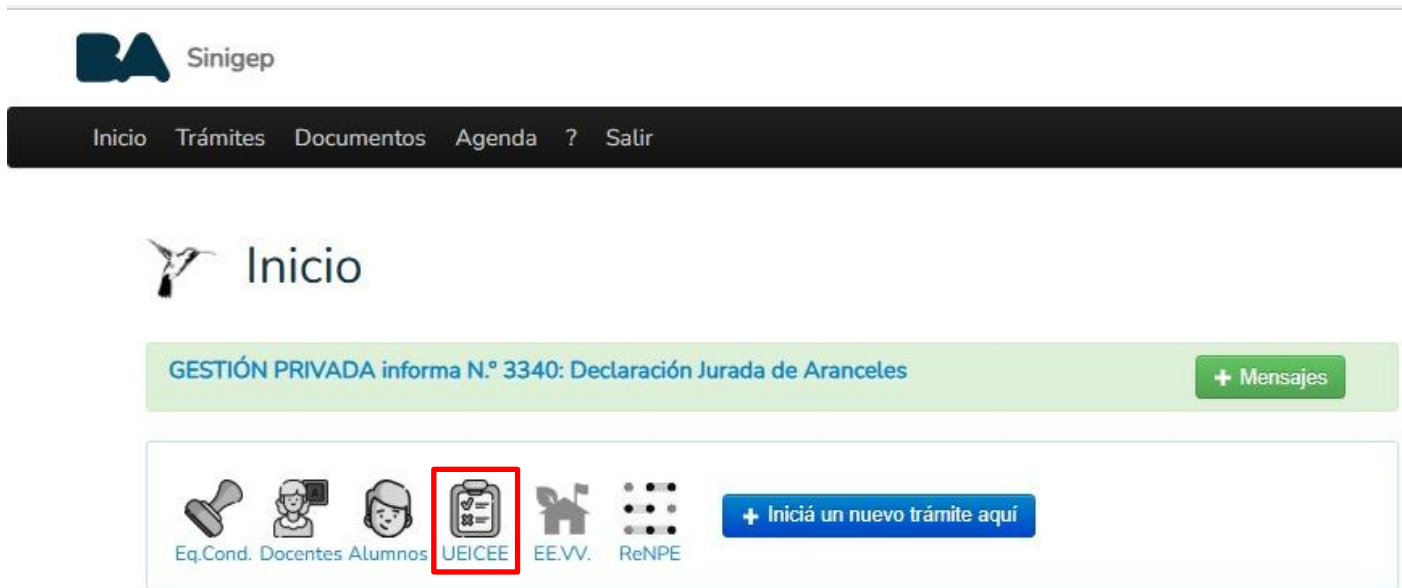 BA Sinigep
Inicio Trámites Documentos Agenda ? Salir
Inicio
GESTIÓN PRIVADA informa N.º 3340: Declaración Jurada de Aranceles + Mensajes
+ Iniciá un nuevo trámite aquí
Eq.Cond. Docentes Alumnos UEICEE EE.VV. ReNPE